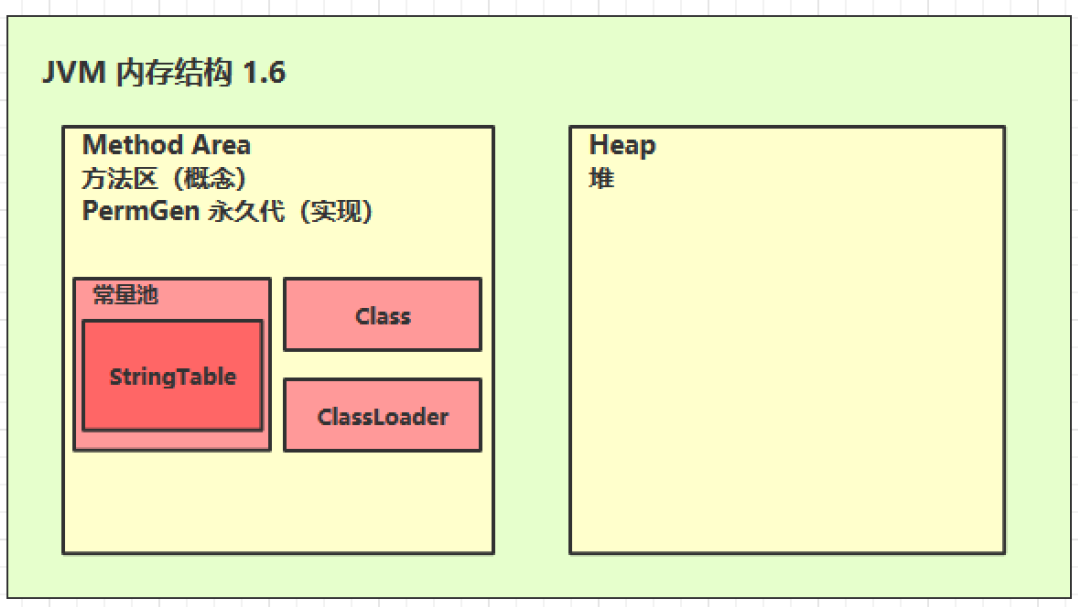 JVM 内存结构 1.6
Method Area
方法区（概念）
PermGen 永久代（实现）
常量池
StringTable
Class
ClassLoader
Heap
堆